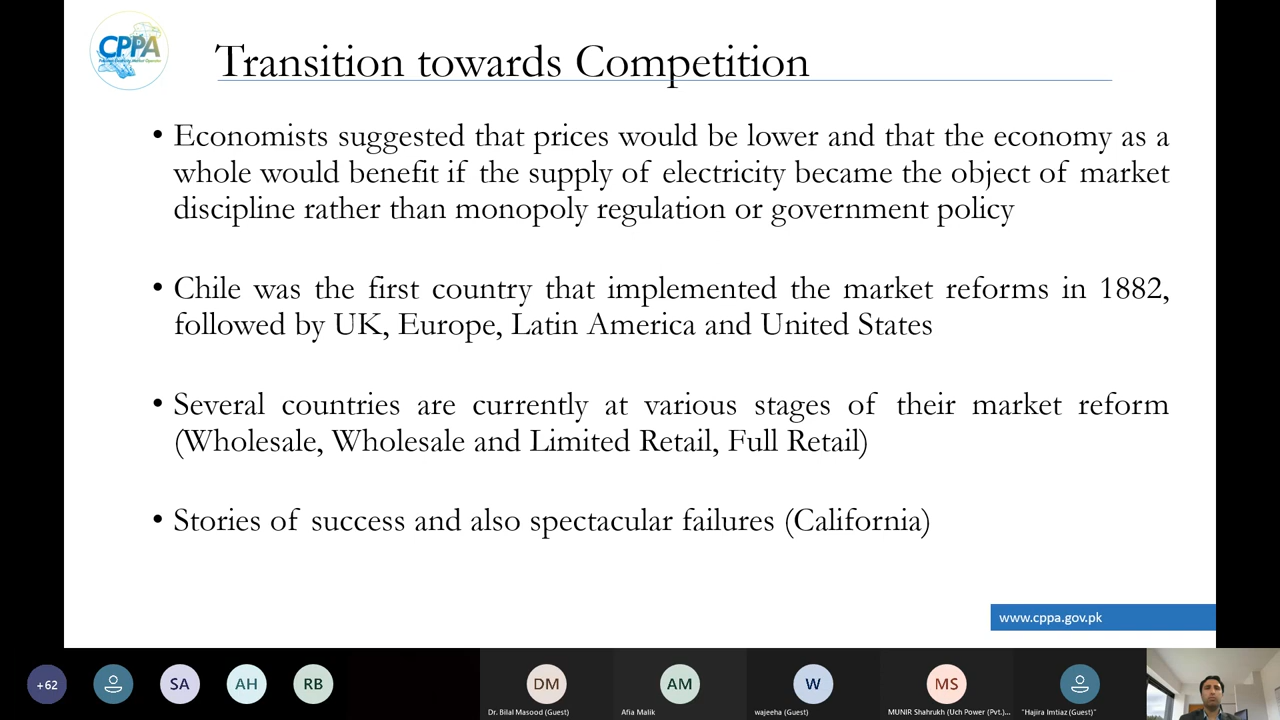 CPPA
Transition towards Competition
• Economists suggested that prices would be lower and that the economy as a
whole would benefit if the supply of electricity became the object of market
discipline rather than monopoly regulation or government policy
• Chile was the first country that implemented the market reforms in 1882,
followed by UK, Europe, Latin America and United States
• Several countries are currently at various stages of their market reform
(Wholesale, Wholesale and Limited Retail, Full Retail)
• Stories of success and also spectacular failures (California)
www.cppa.gov.pk
+62
SA
AH
RB
DM
AM
W
MS
Dr. Bilal Masood (Guest)
Afia Malik
wajeeha (Guest)
MUNIR Shahrukh (Uch Power (Pvt.)...
"Hajira Imtiaz (Guest)"